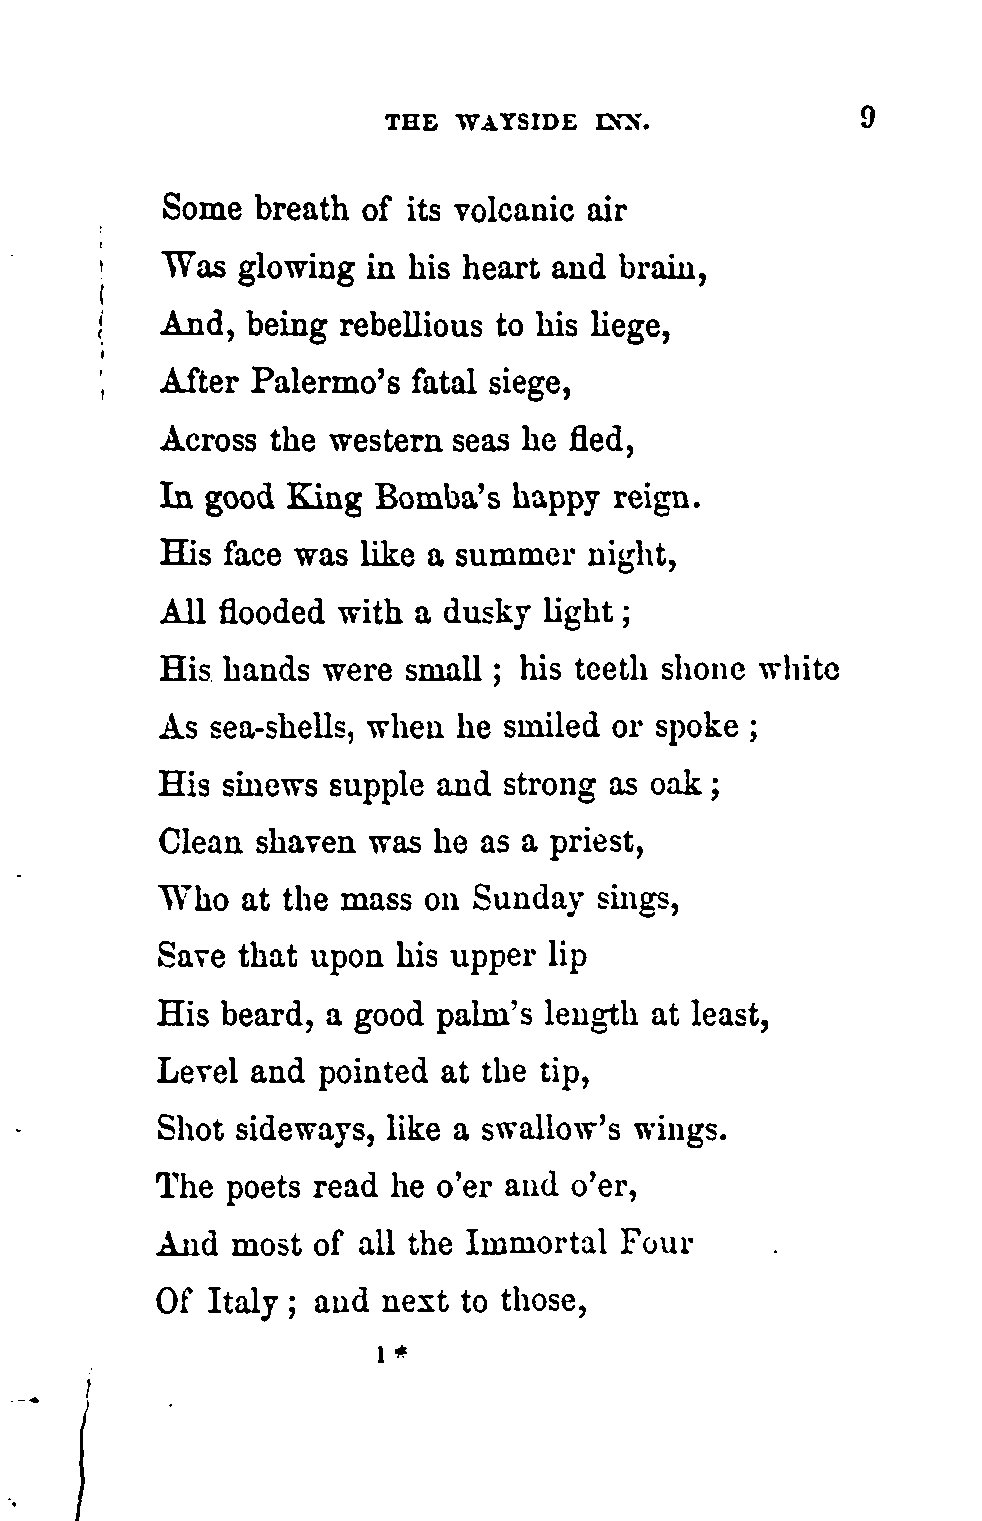 THE WAYSIDE INN. 9
Some breath of its volcanic air
Was glowing in his heart and brain,
And, being rebellious to his liege,
After Palermo's fatal siege,
Across the western seas he fled,
In good King Bomba's happy reign.
His face was like a summer night,
All flooded with a dusky light;
His hands were small; his teeth shone white
As sea-shells, when he smiled or spoke;
His sinews supple and strong as oak;
Clean shaven was he as a priest,
Who at the mass on Sunday sings,
Save that upon his upper lip
His beard, a good palm's length at least,
Level and pointed at the tip,
Shot sideways, like a swallow's wings.
The poets read he o'er and o'er,
And most of all the Immortal Four
Of Italy; and next to those,
1*